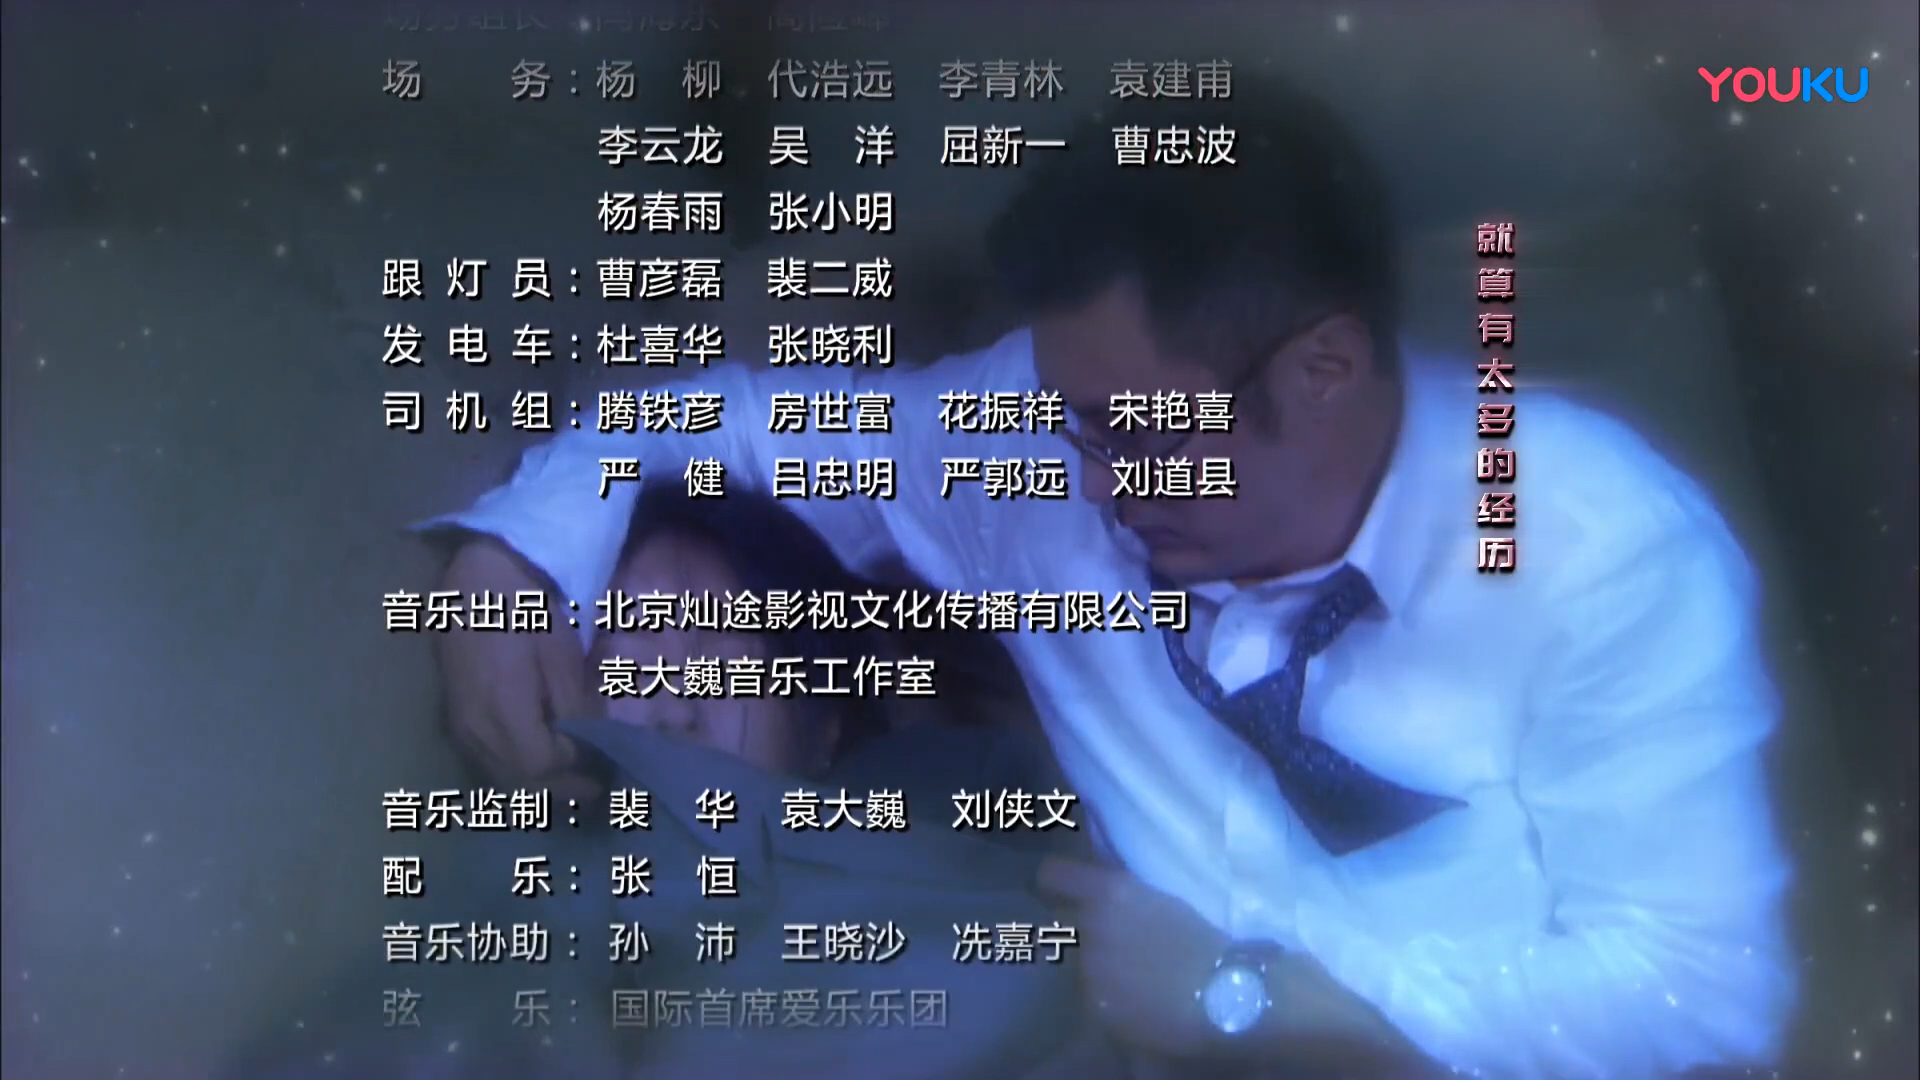 场务：杨柳 代浩远 李青林 袁建甫
李云龙 吴洋 屈新一 曹忠波
杨春雨 张小明
跟灯员：曹彦磊 裴二威
发电车：杜喜华 张晓利
司机组：腾铁彦 房世富 花振祥 宋艳喜
严健 吕忠明 严郭远 刘道县
音乐出品：北京灿途影视文化传播有限公司
袁大巍音乐工作室
音乐监制：裴华 袁大巍 刘侠文
配乐：张恒
音乐协助：孙沛 王晓沙 冼嘉宁
弦乐：国际首席爱乐乐团
YOUKU
就算有太多的经历